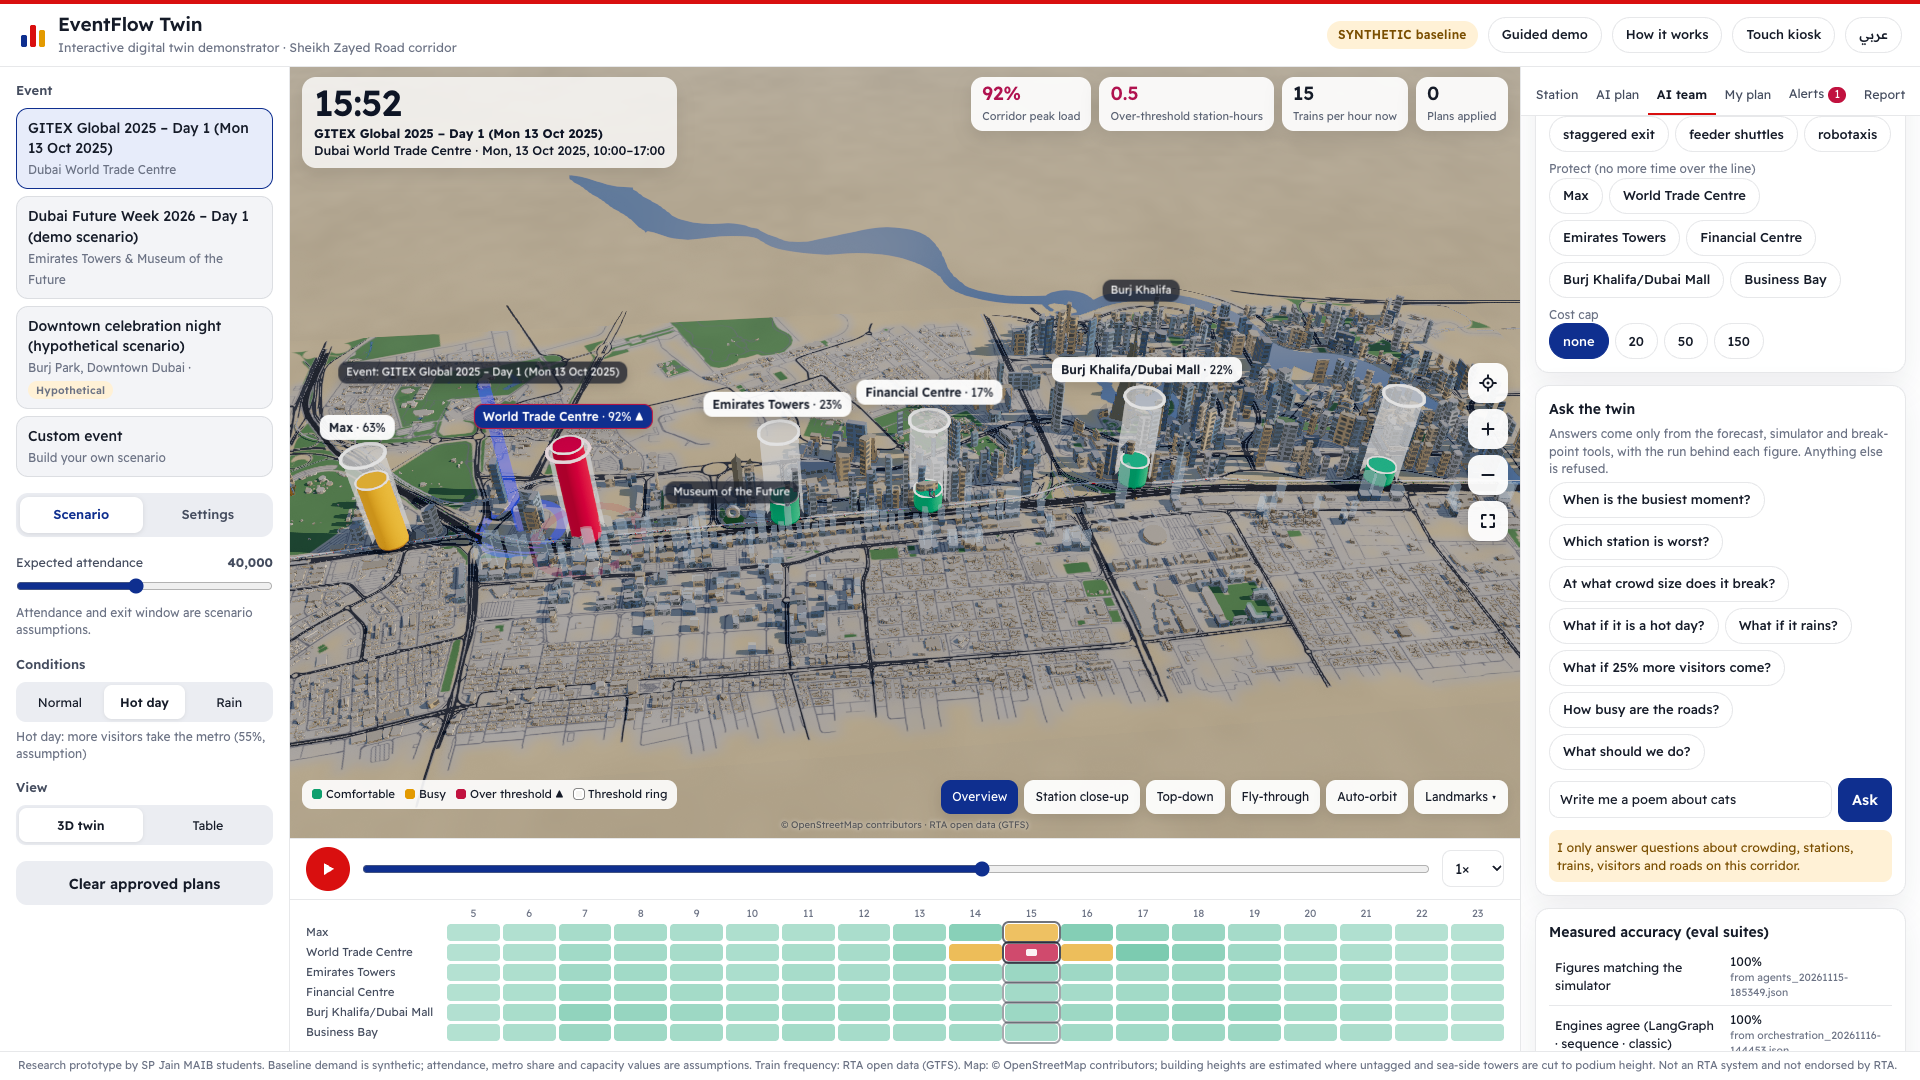 EventFlow Twin
Interactive digital twin demonstrator · Sheikh Zayed Road corridor
SYNTHETIC baseline
Guided demo
How it works
Touch kiosk
عربي
Event
GITEX Global 2025 – Day 1 (Mon
13 Oct 2025)
Dubai World Trade Centre
Dubai Future Week 2026 – Day 1
(demo scenario)
Emirates Towers & Museum of the
Future
Downtown celebration night
(hypothetical scenario)
Burj Park, Downtown Dubai ·
Hypothetical
Custom event
Build your own scenario
Scenario
Settings
Expected attendance
40,000
Attendance and exit window are scenario
assumptions.
Conditions
Normal
Hot day
Rain
Hot day: more visitors take the metro (55%,
assumption)
View
3D twin
Table
Clear approved plans
15:52
GITEX Global 2025 – Day 1 (Mon 13 Oct 2025)
Dubai World Trade Centre · Mon, 13 Oct 2025, 10:00–17:00
92%
Corridor peak load
0.5
Over-threshold station-hours
15
Trains per hour now
0
Plans applied
Burj Khalifa
Event: GITEX Global 2025 – Day 1 (Mon 13 Oct 2025)
Burj Khalifa/Dubai Mall · 22%
Financial Centre · 17%
Emirates Towers · 23%
World Trade Centre · 92% ▲
Max · 63%
Museum of the Future
+
−
Comfortable
Busy
Over threshold ▲
Threshold ring
Overview
Station close-up
Top-down
Fly-through
Auto-orbit
Landmarks ▾
© OpenStreetMap contributors · RTA open data (GTFS)
1×
5 6 7 8 9 10 11 12 13 14 15 16 17 18 19 20 21 22 23
Max
World Trade Centre
Emirates Towers
Financial Centre
Burj Khalifa/Dubai Mall
Business Bay
Station
AI plan
AI team
My plan
Alerts 1
Report
staggered exit
feeder shuttles
robotaxis
Protect (no more time over the line)
Max
World Trade Centre
Emirates Towers
Financial Centre
Burj Khalifa/Dubai Mall
Business Bay
Cost cap
none
20
50
150
Ask the twin
Answers come only from the forecast, simulator and break-
point tools, with the run behind each figure. Anything else
is refused.
When is the busiest moment?
Which station is worst?
At what crowd size does it break?
What if it is a hot day?
What if it rains?
What if 25% more visitors come?
How busy are the roads?
What should we do?
Write me a poem about cats
Ask
I only answer questions about crowding, stations,
trains, visitors and roads on this corridor.
Measured accuracy (eval suites)
Figures matching the
simulator
100%
from agents_20261115-
185349.json
Engines agree (LangGraph
· sequence · classic)
100%
from orchestration_20261116-
144453.json
Research prototype by SP Jain MAIB students. Baseline demand is synthetic; attendance, metro share and capacity values are assumptions. Train frequency: RTA open data (GTFS). Map: © OpenStreetMap contributors; building heights are estimated where untagged and sea-side towers are cut to podium height. Not an RTA system and not endorsed by RTA.